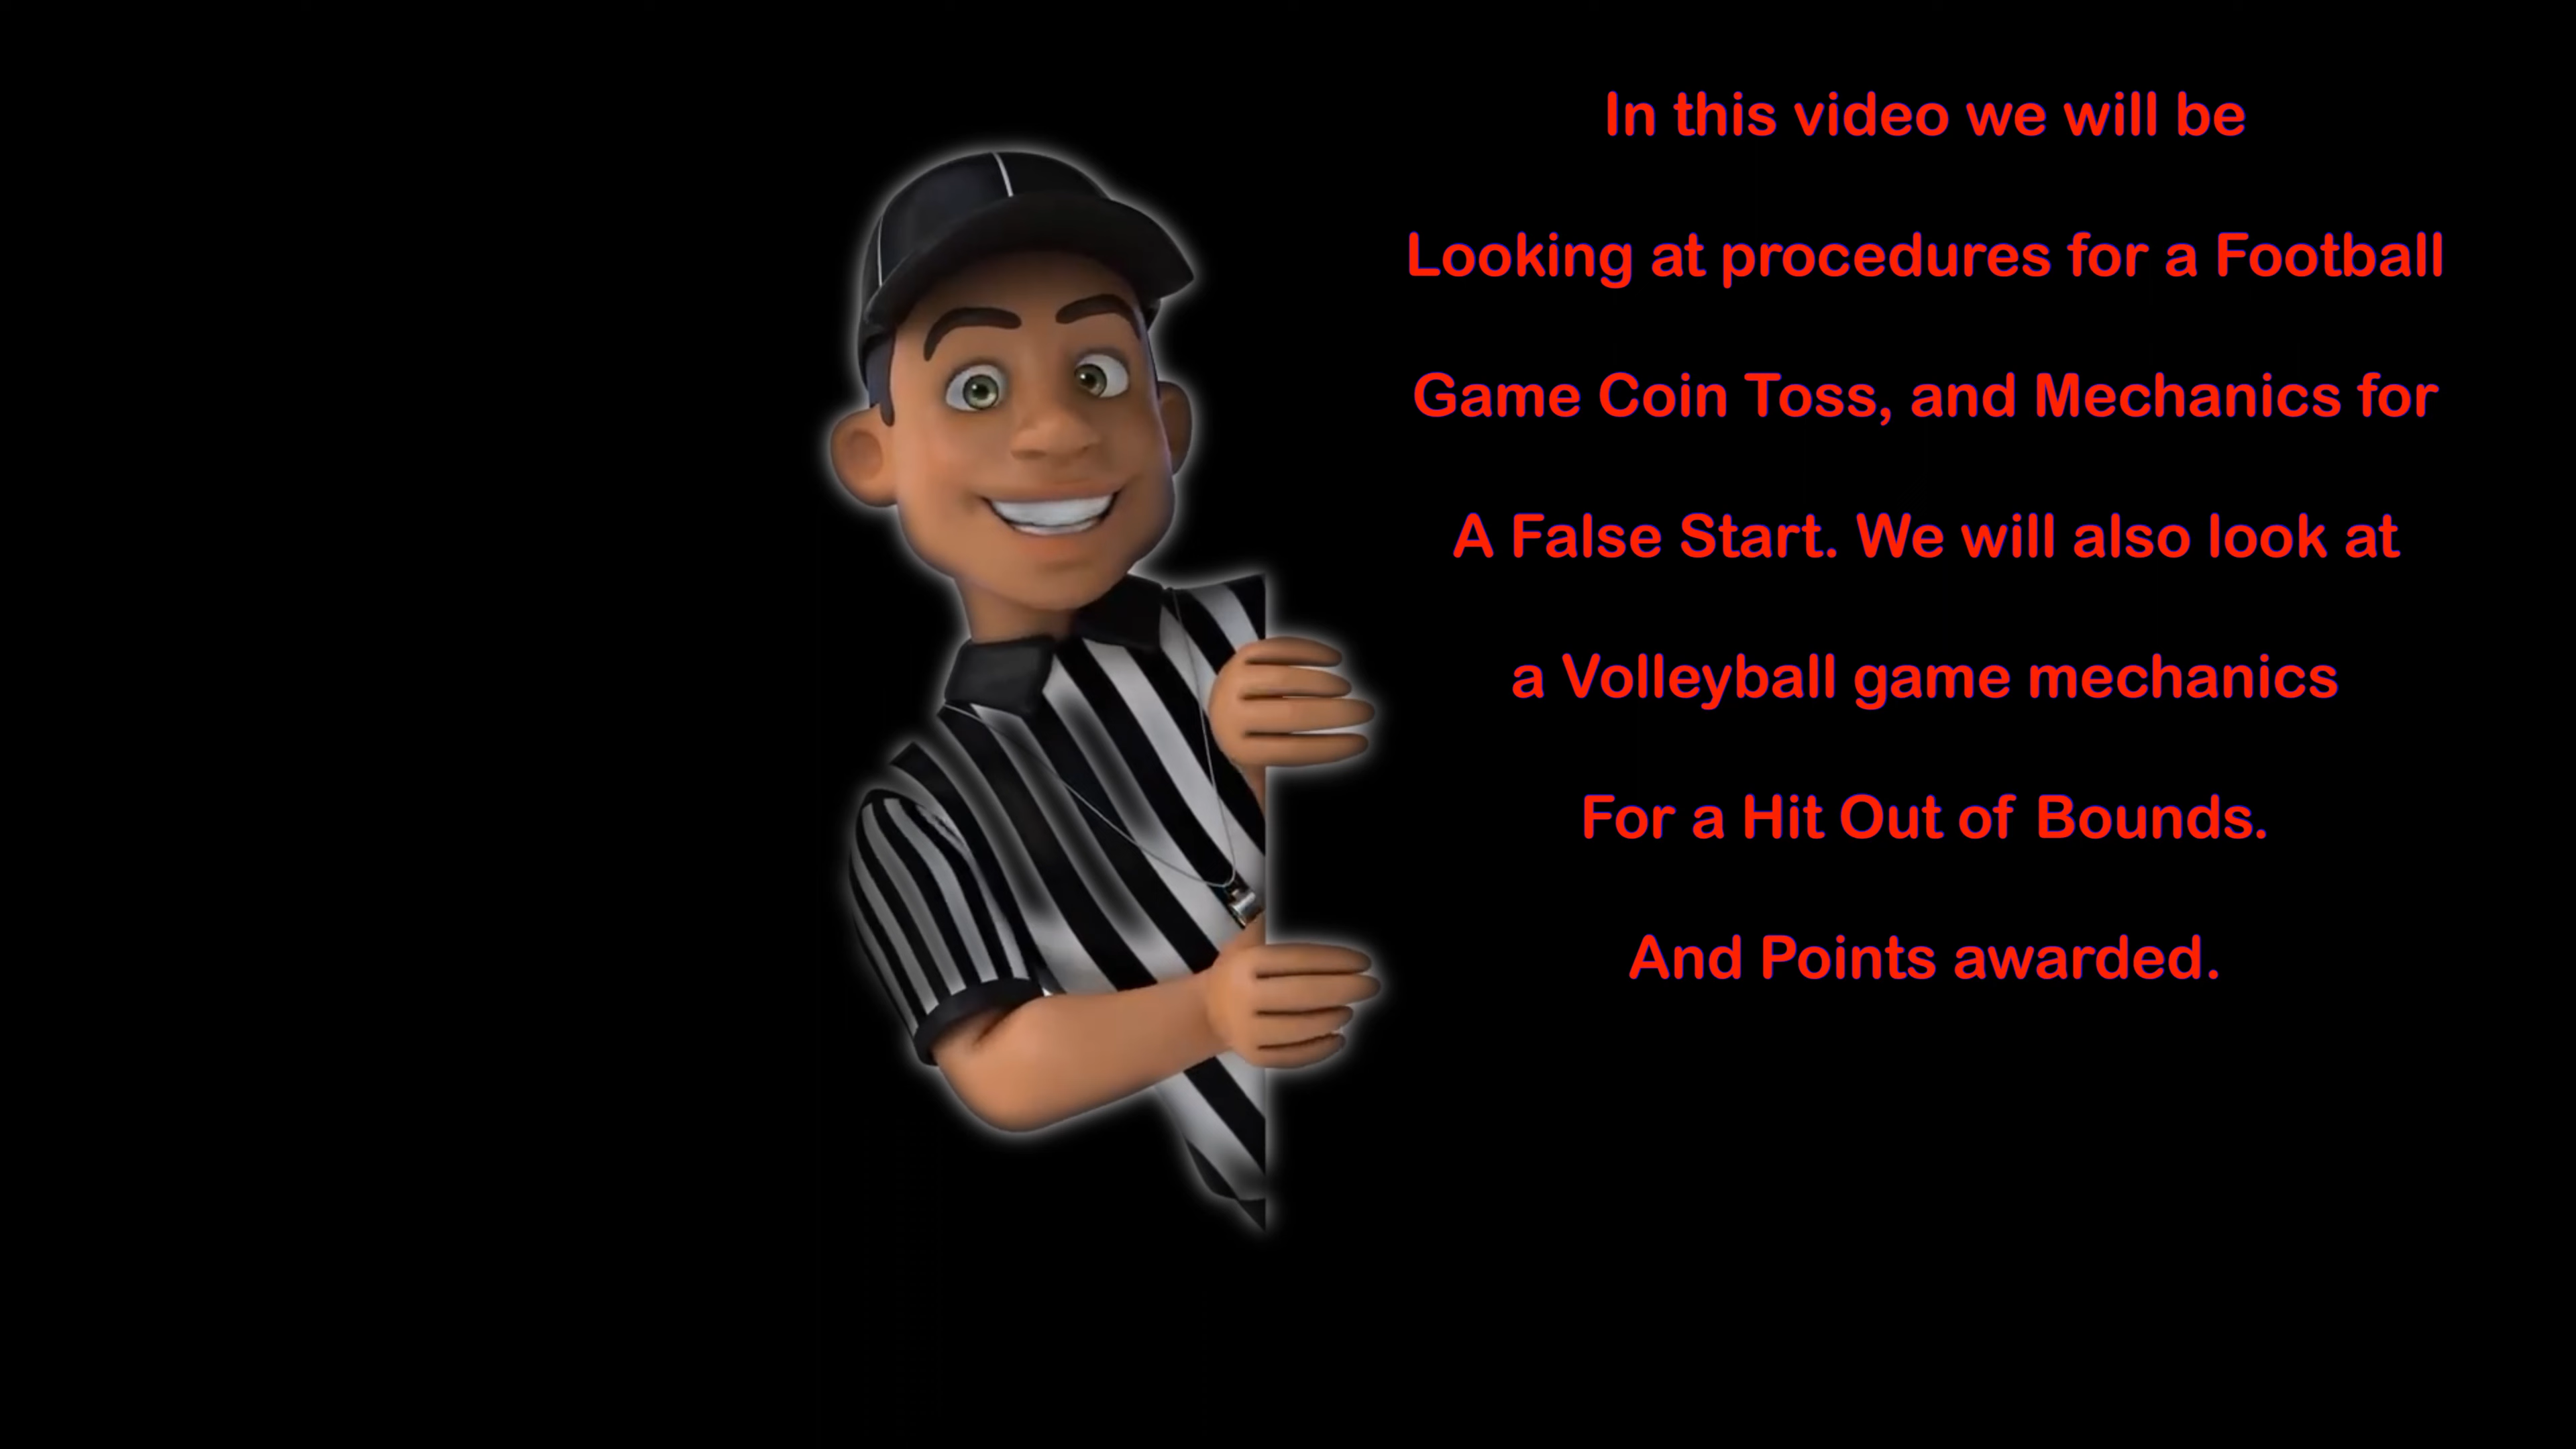 In this video we will be
Looking at procedures for a Football
Game Coin Toss, and Mechanics for
A False Start. We will also look at
a Volleyball game mechanics
For a Hit Out of Bounds.
And Points awarded.